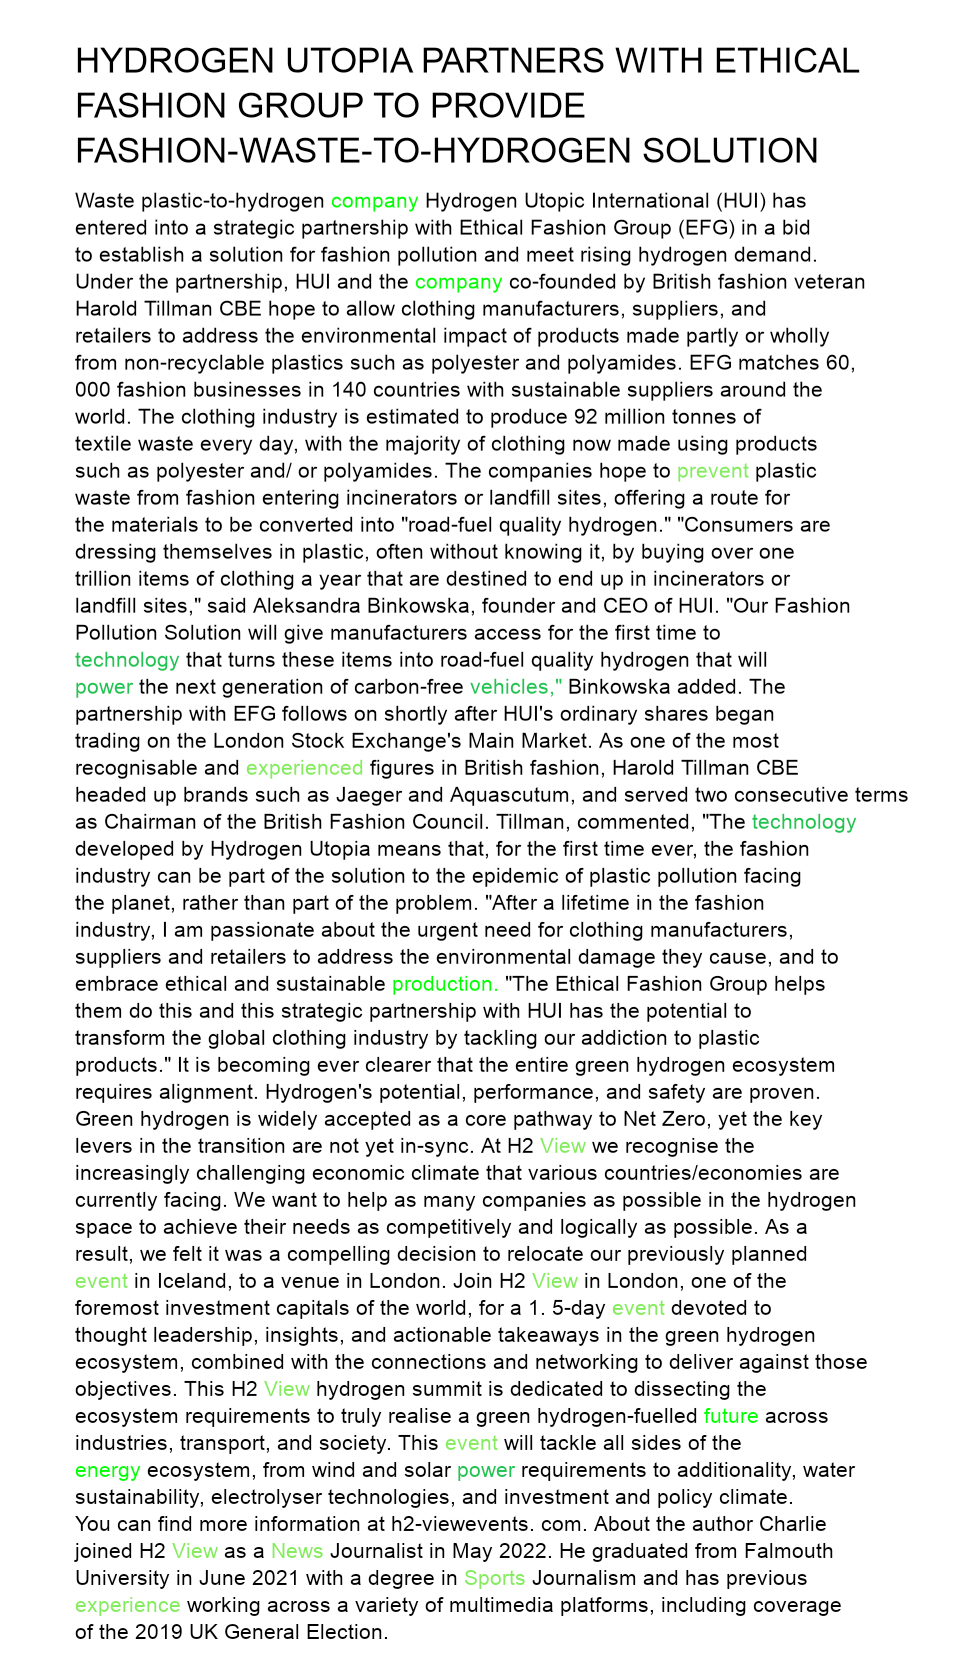 HYDROGEN UTOPIA PARTNERS WITH ETHICAL
FASHION GROUP TO PROVIDE
FASHION-WASTE-TO-HYDROGEN SOLUTION
Waste plastic-to-hydrogen company Hydrogen Utopic International (HUI) has
entered into a strategic partnership with Ethical Fashion Group (EFG) in a bid
to establish a solution for fashion pollution and meet rising hydrogen demand.
Under the partnership, HUI and the company co-founded by British fashion veteran
Harold Tillman CBE hope to allow clothing manufacturers, suppliers, and
retailers to address the environmental impact of products made partly or wholly
from non-recyclable plastics such as polyester and polyamides. EFG matches 60,
000 fashion businesses in 140 countries with sustainable suppliers around the
world. The clothing industry is estimated to produce 92 million tonnes of
textile waste every day, with the majority of clothing now made using products
such as polyester and/ or polyamides. The companies hope to prevent plastic
waste from fashion entering incinerators or landfill sites, offering a route for
the materials to be converted into "road-fuel quality hydrogen." "Consumers are
dressing themselves in plastic, often without knowing it, by buying over one
trillion items of clothing a year that are destined to end up in incinerators or
landfill sites," said Aleksandra Binkowska, founder and CEO of HUI. "Our Fashion
Pollution Solution will give manufacturers access for the first time to
technology that turns these items into road-fuel quality hydrogen that will
power the next generation of carbon-free vehicles," Binkowska added. The
partnership with EFG follows on shortly after HUI's ordinary shares began
trading on the London Stock Exchange's Main Market. As one of the most
recognisable and experienced figures in British fashion, Harold Tillman CBE
headed up brands such as Jaeger and Aquascutum, and served two consecutive terms
as Chairman of the British Fashion Council. Tillman, commented, "The technology
developed by Hydrogen Utopia means that, for the first time ever, the fashion
industry can be part of the solution to the epidemic of plastic pollution facing
the planet, rather than part of the problem. "After a lifetime in the fashion
industry, I am passionate about the urgent need for clothing manufacturers,
suppliers and retailers to address the environmental damage they cause, and to
embrace ethical and sustainable production. "The Ethical Fashion Group helps
them do this and this strategic partnership with HUI has the potential to
transform the global clothing industry by tackling our addiction to plastic
products." It is becoming ever clearer that the entire green hydrogen ecosystem
requires alignment. Hydrogen's potential, performance, and safety are proven.
Green hydrogen is widely accepted as a core pathway to Net Zero, yet the key
levers in the transition are not yet in-sync. At H2 View we recognise the
increasingly challenging economic climate that various countries/economies are
currently facing. We want to help as many companies as possible in the hydrogen
space to achieve their needs as competitively and logically as possible. As a
result, we felt it was a compelling decision to relocate our previously planned
event in Iceland, to a venue in London. Join H2 View in London, one of the
foremost investment capitals of the world, for a 1. 5-day event devoted to
thought leadership, insights, and actionable takeaways in the green hydrogen
ecosystem, combined with the connections and networking to deliver against those
objectives. This H2 View hydrogen summit is dedicated to dissecting the
ecosystem requirements to truly realise a green hydrogen-fuelled future across
industries, transport, and society. This event will tackle all sides of the
energy ecosystem, from wind and solar power requirements to additionality, water
sustainability, electrolyser technologies, and investment and policy climate.
You can find more information at h2-viewevents. com. About the author Charlie
joined H2 View as a News Journalist in May 2022. He graduated from Falmouth
University in June 2021 with a degree in Sports Journalism and has previous
experience working across a variety of multimedia platforms, including coverage
of the 2019 UK General Election.